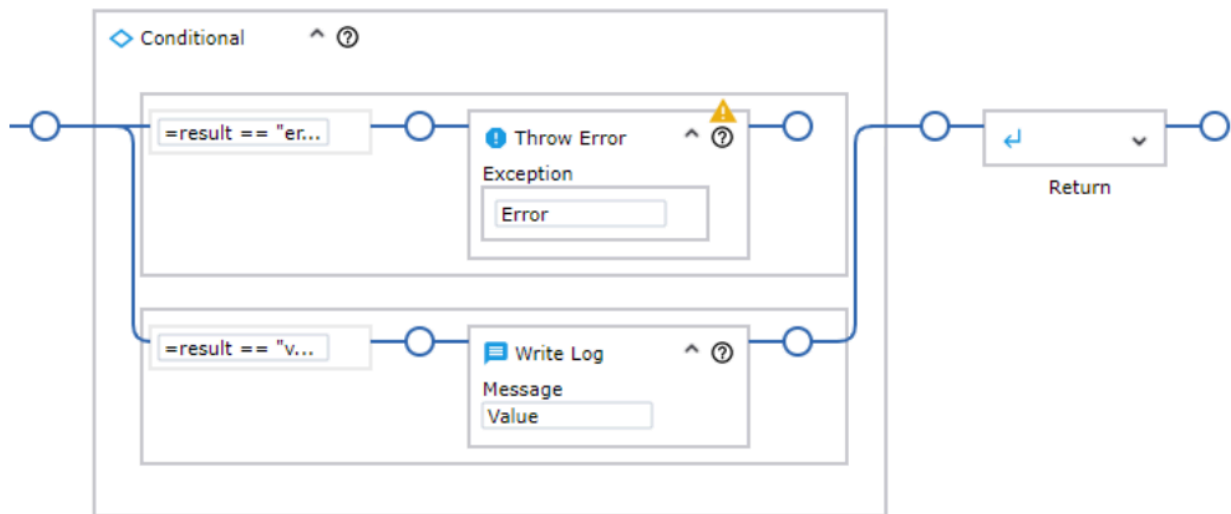 Conditional
=result == "er...
Throw Error
Exception
Error
Return
=result == "v...
Write Log
Message
Value